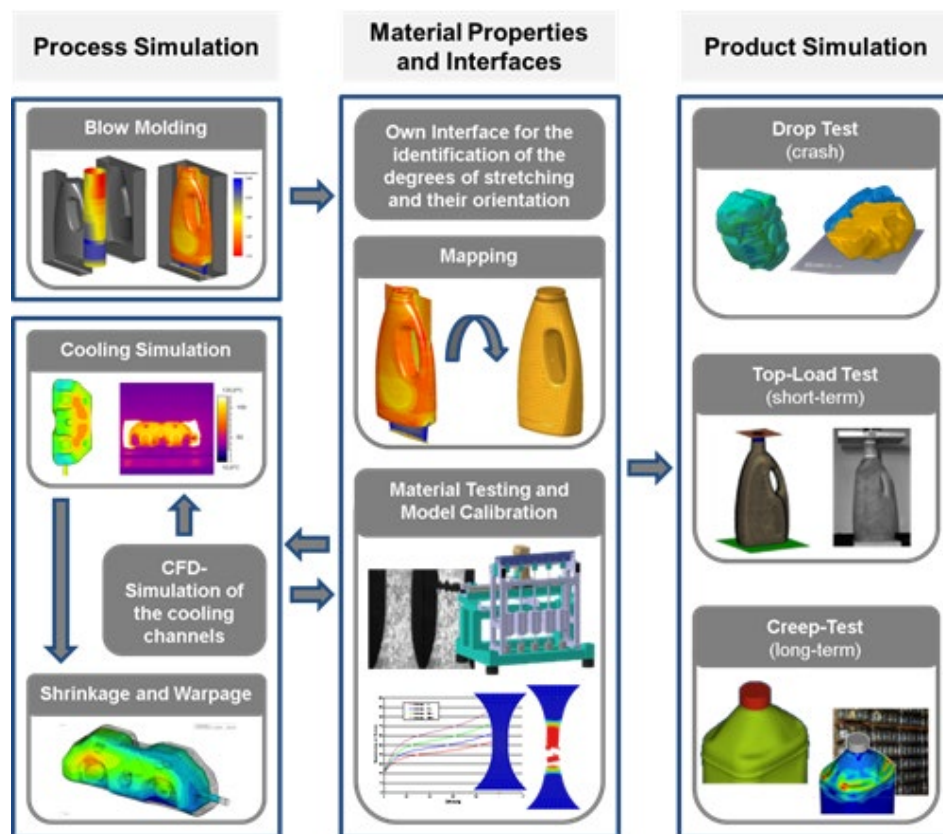 Process Simulation
Material Properties
and Interfaces
Product Simulation
Blow Molding
Cooling Simulation
CFD-
Simulation of
the cooling
channels
Shrinkage and Warpage
Own Interface for the
identification of the
degrees of stretching
and their orientation
Mapping
Material Testing and
Model Calibration
Drop Test
(crash)
Top-Load Test
(short-term)
Creep-Test
(long-term)